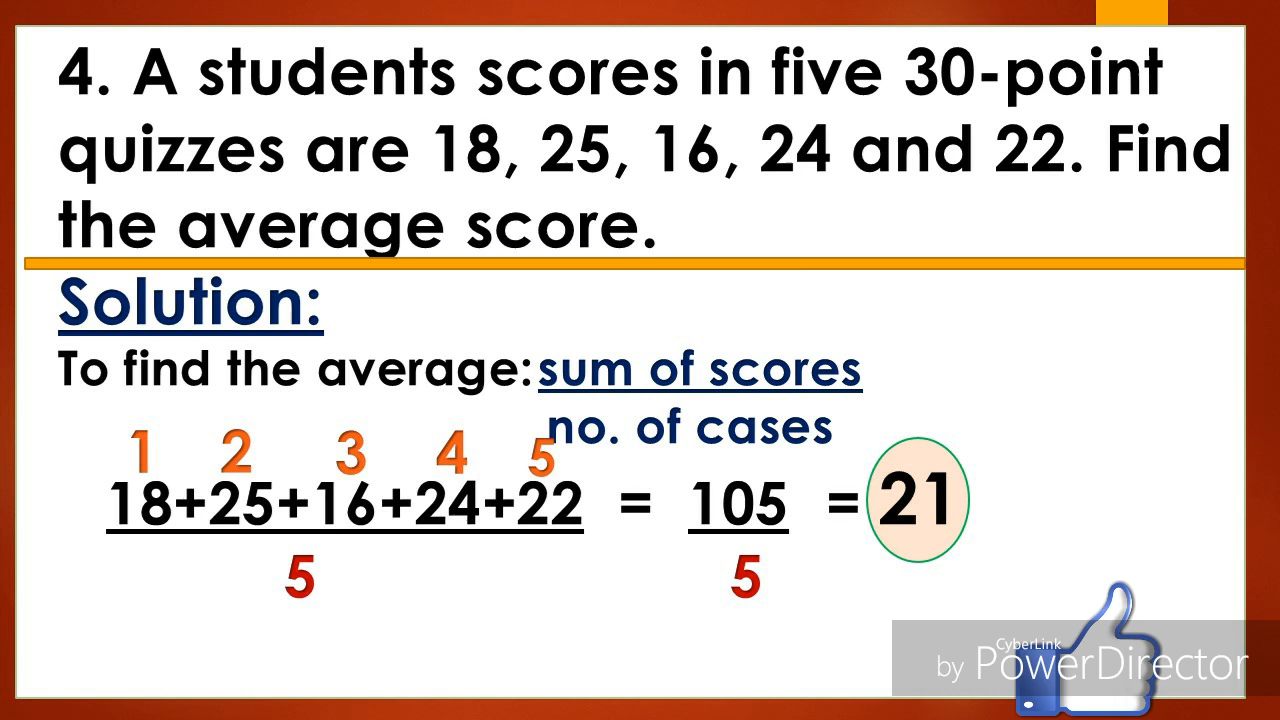 4. A students scores in five 30-point
quizzes are 18, 25, 16, 24 and 22. Find
the average score.
Solution:
To find the average: sum of scores
no. of cases
1 2 3 4 5
18+25+16+24+22 = 105 = 21
5 5
CyberLink
by PowerDirector